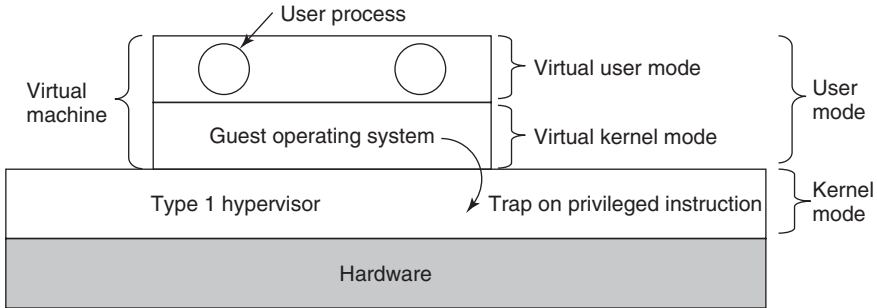 User process
Virtual
machine
Virtual user mode
User
mode
Guest operating system
Virtual kernel mode
Type 1 hypervisor
Trap on privileged instruction
Kernel
mode
Hardware